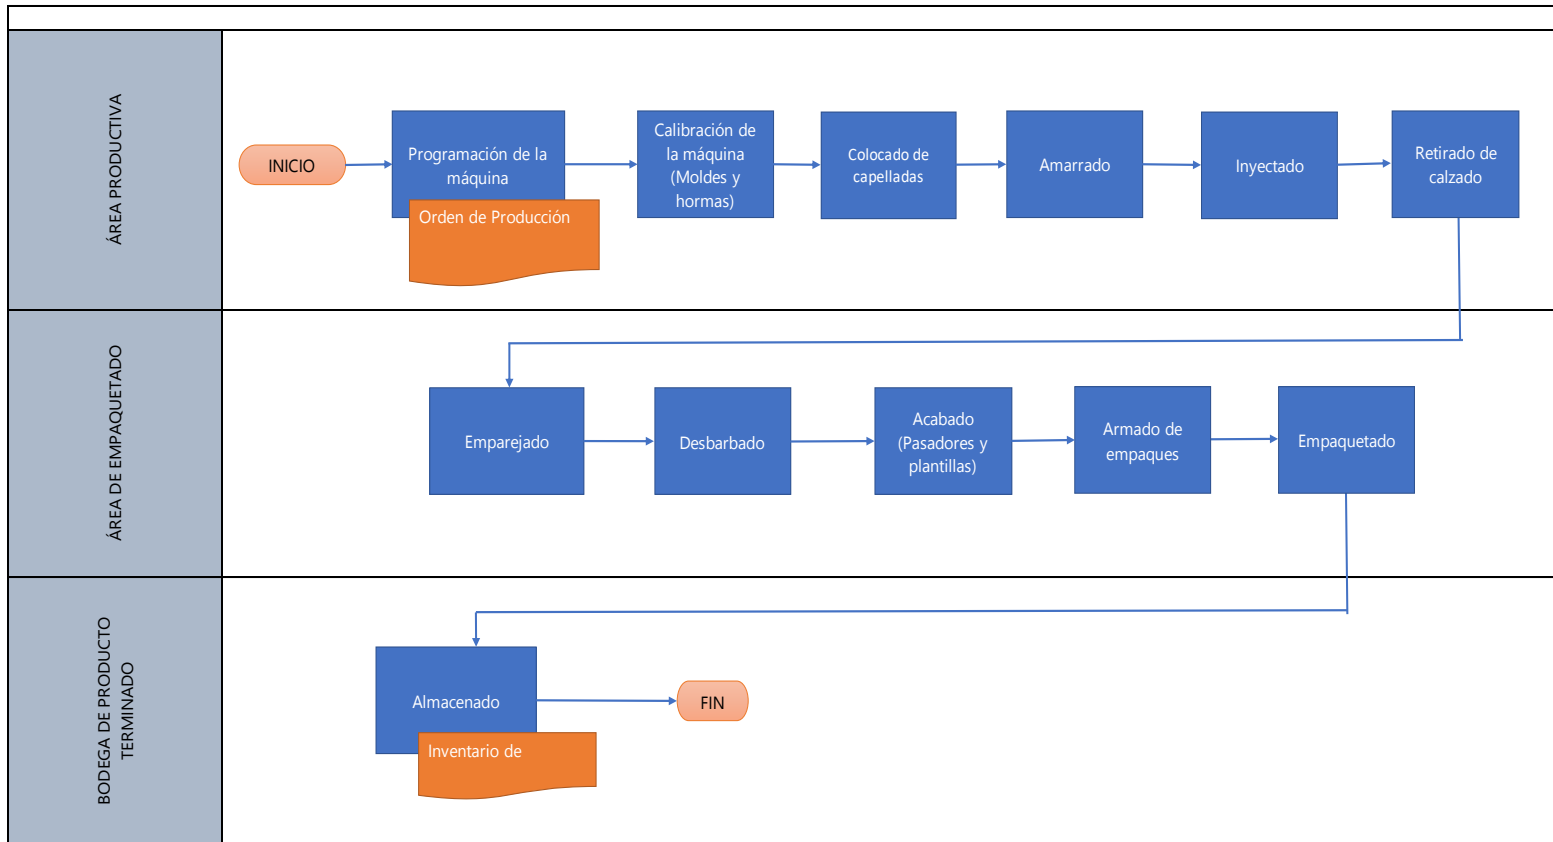 ÁREA PRODUCTIVA
INICIO
Programación de la
máquina
Orden de Producción
Calibración de
la máquina
(Moldes y
hormas)
Colocado de
capelladas
Amarrado
Inyectado
Retirado de
calzado
ÁREA DE EMPAQUETADO
Emparejado
Desbarbado
Acabado
(Pasadores y
plantillas)
Armado de
empaques
Empaquetado
BODEGA DE PRODUCTO
TERMINADO
Almacenado
Inventario de
FIN